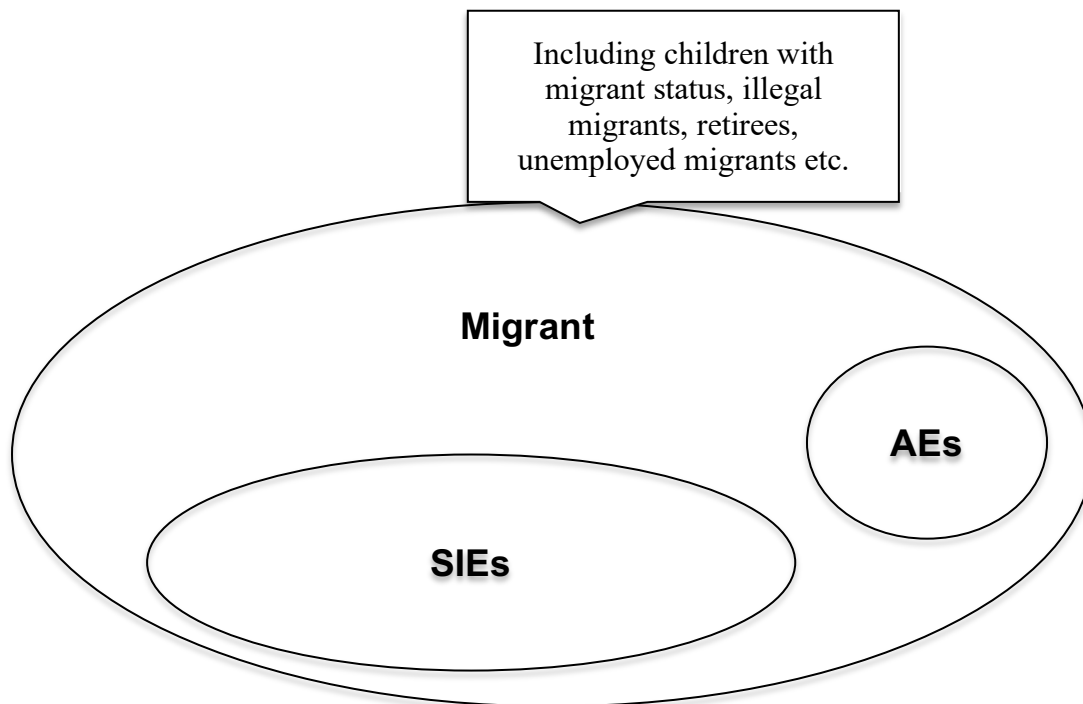 Including children with
migrant status, illegal
migrants, retirees,
unemployed migrants etc.
Migrant
AEs
SIEs